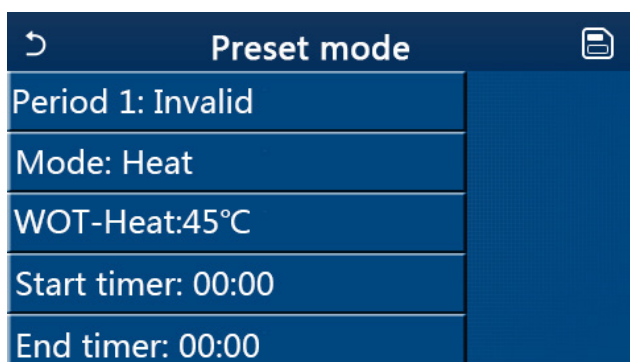 Preset mode
Period 1: Invalid
Mode: Heat
WOT-Heat:45℃
Start timer: 00:00
End timer: 00:00